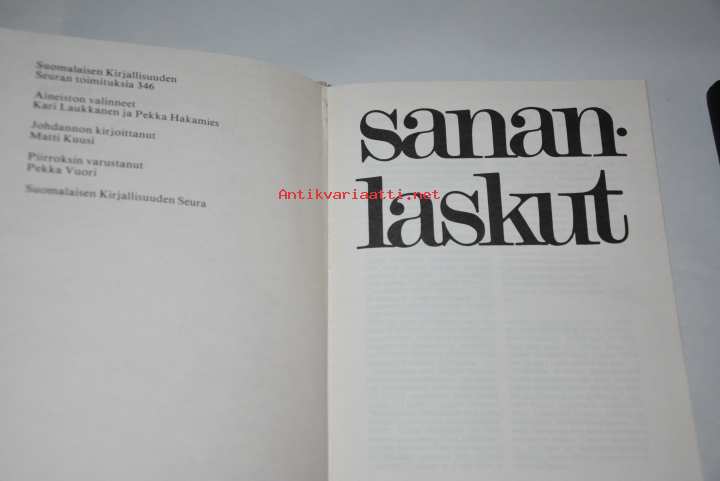 Suomalaisen Kirjallisuuden
Seuran toimituksia 346
Aineiston valinneet
Kari Laukkanen ja Pekka Hakamies
Johdannon kirjoittanut
Matti Kuusi
Piirroksin varustanut
Pekka Vuori
Suomalaisen Kirjallisuuden Seura
Antikvariaatti.net
sanan-
laskut